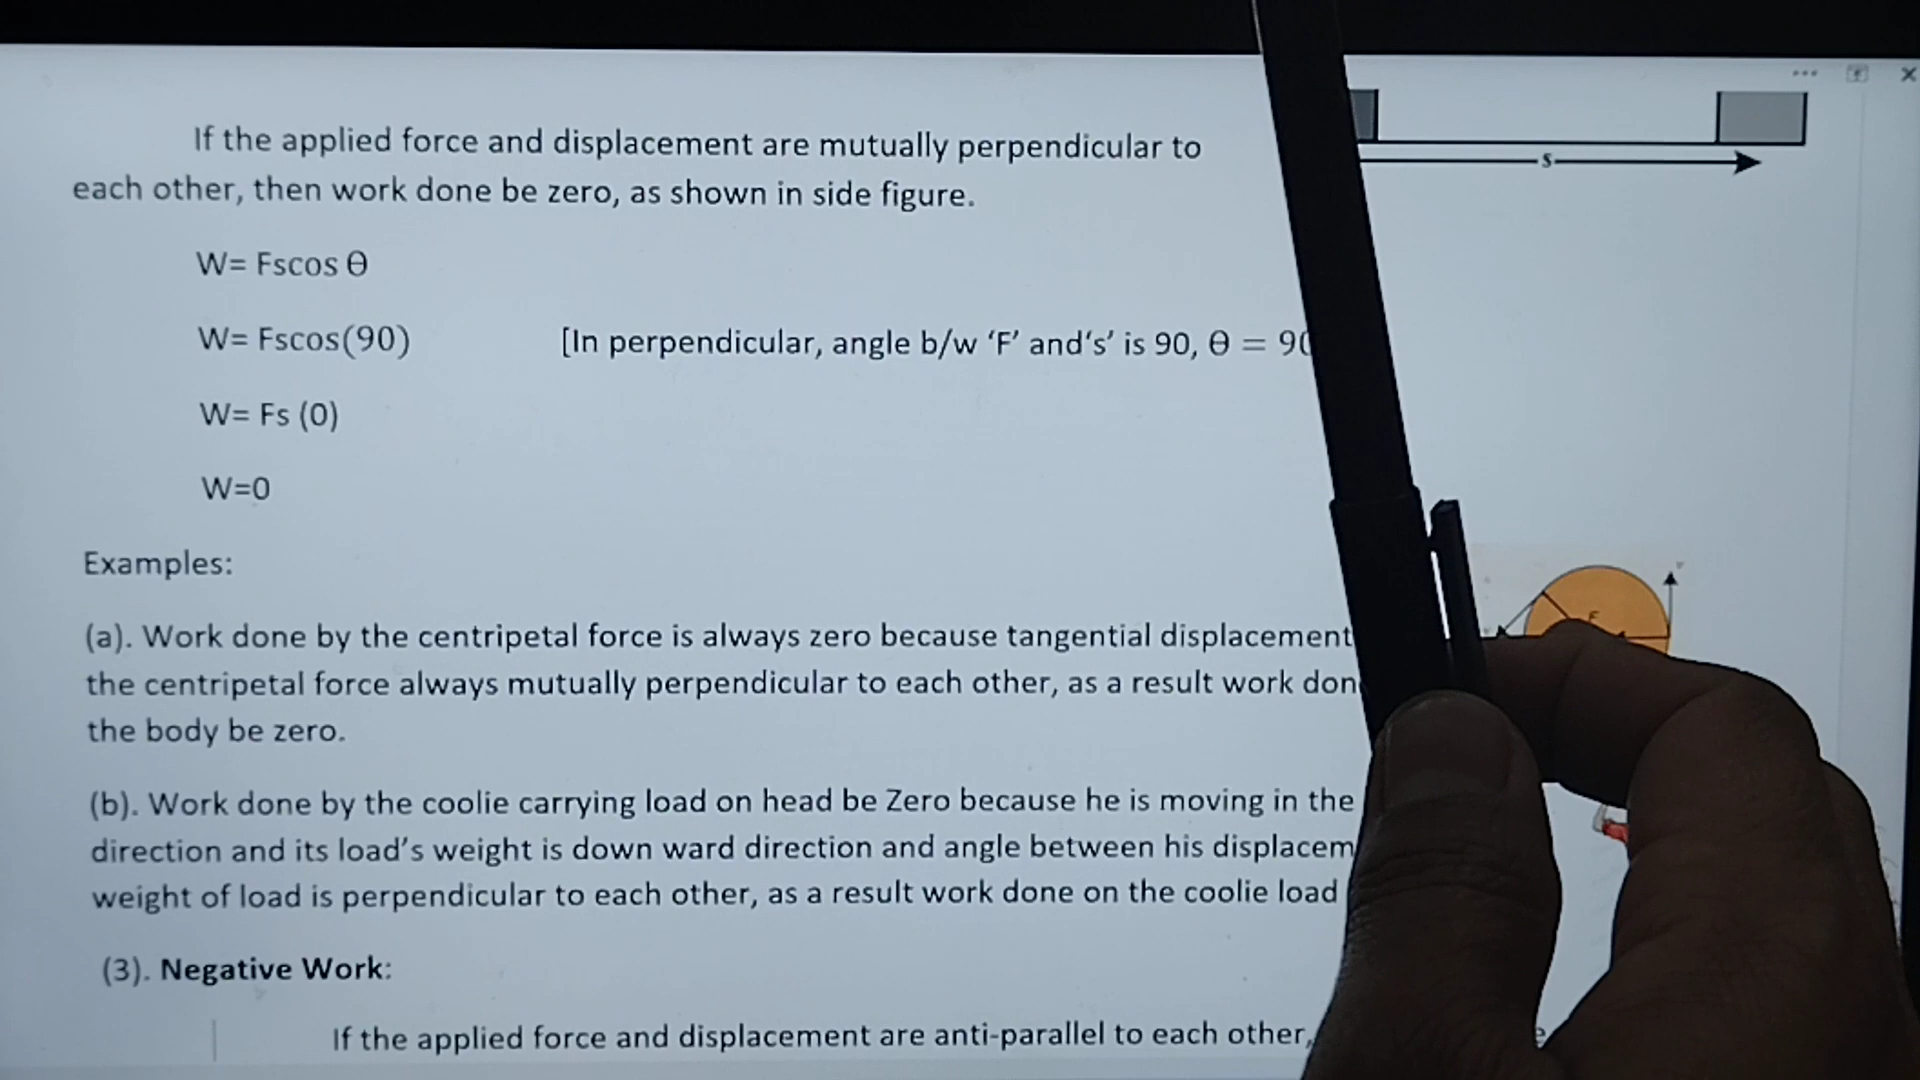 If the applied force and displacement are mutually perpendicular to
each other, then work done be zero, as shown in side figure.
s
W= Fscos Θ
W= Fscos(90)
[In perpendicular, angle b/w ‘F’ and‘s’ is 90, Θ = 90
W= Fs (0)
W=0
Examples:
(a). Work done by the centripetal force is always zero because tangential displacement
the centripetal force always mutually perpendicular to each other, as a result work
the body be zero.
F
(b). Work done by the coolie carrying load on head be Zero because he is moving in the
direction and its load’s weight is down ward direction and angle between his
weight of load is perpendicular to each other, as a result work done on the coolie load
(3). Negative Work:
If the applied force and displacement are anti-parallel to each other,